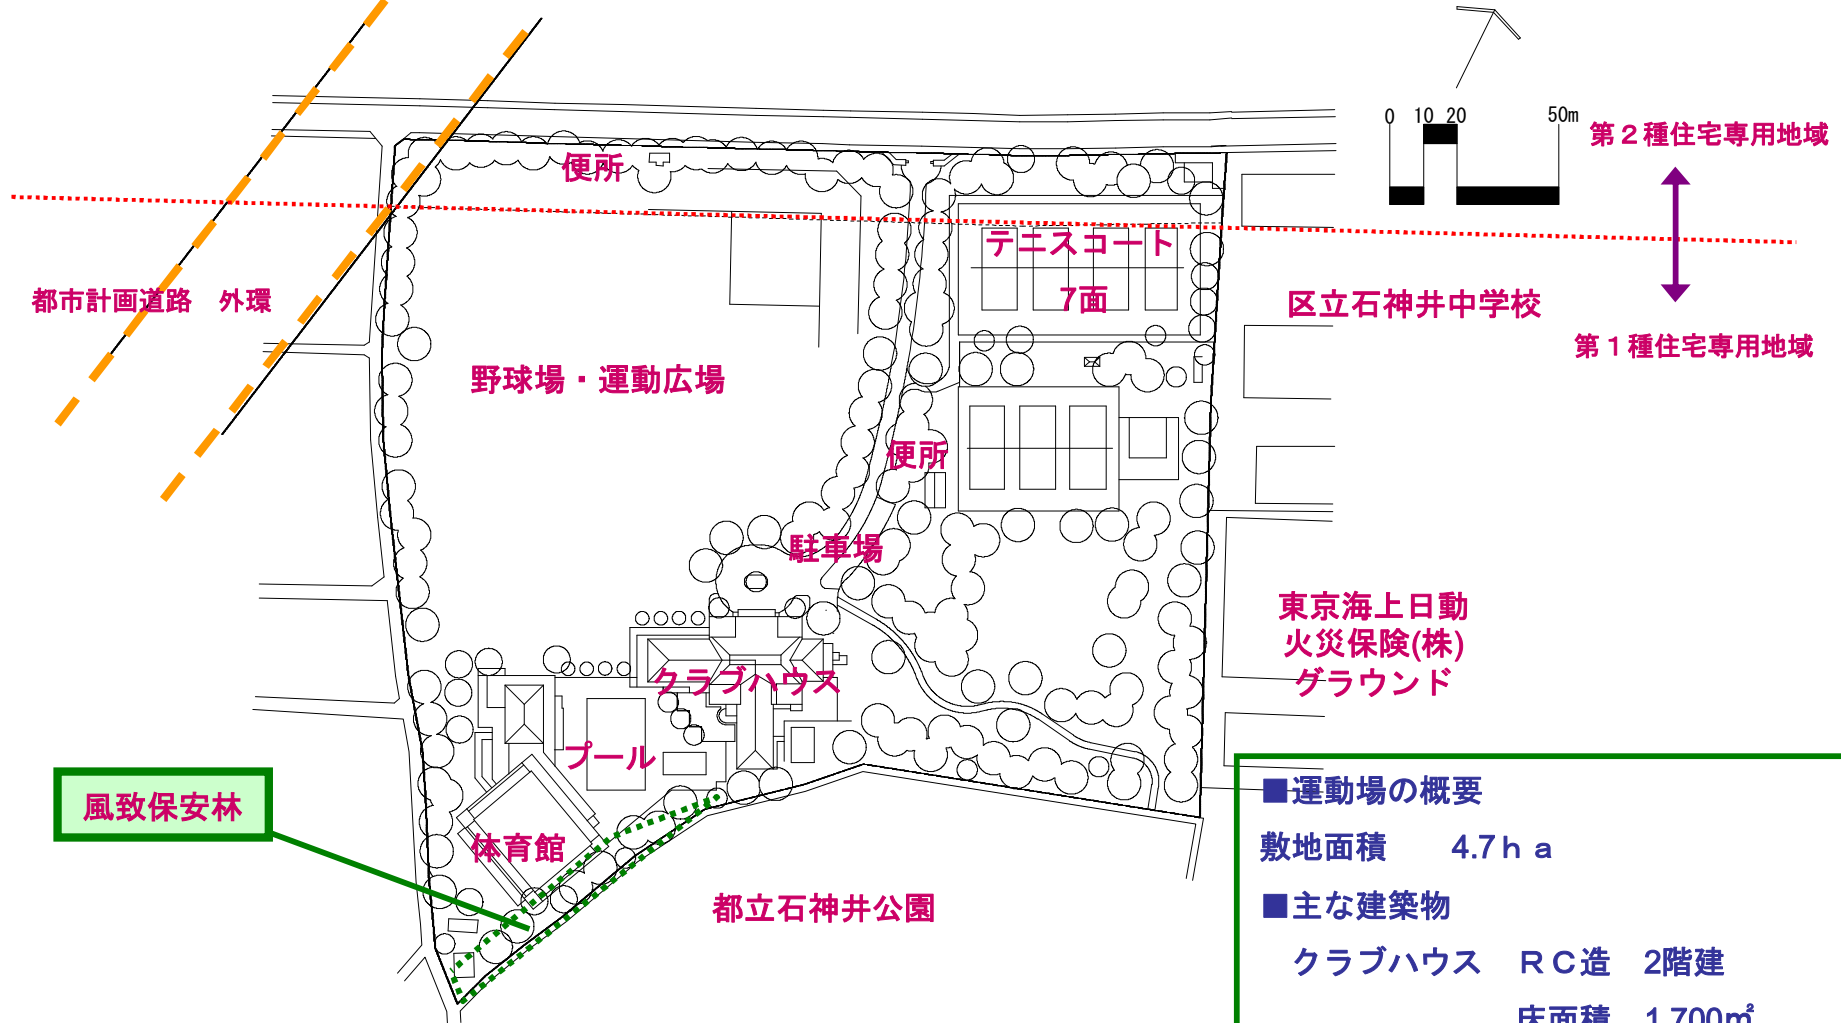 0 10 20 50m
第2種住宅専用地域
便所
テニスコート
7面
都市計画道路 外環
区立石神井中学校
第1種住宅専用地域
野球場・運動広場
便所
駐車場
東京海上日動
火災保険(株)
グラウンド
クラブハウス
プール
風致保安林
体育館
都立石神井公園
■運動場の概要
敷地面積 4.7ha
■主な建築物
クラブハウス RC造 2階建
床面積 1,700㎡